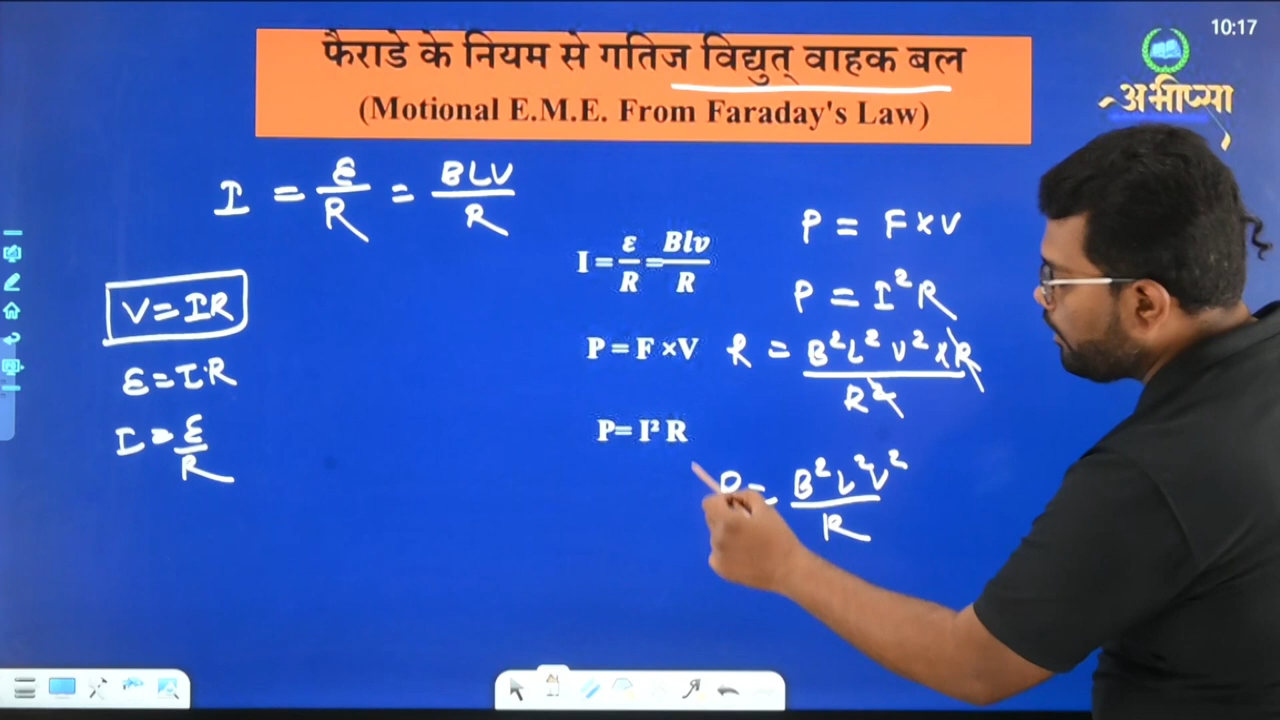 10:17
फैराडे के नियम से गतिज विद्युत् वाहक बल
(Motional E.M.E. From Faraday's Law)
अभीप्सा
I = ε/R = BLV/R
V = IR
ε = I.R
I = ε/R
I = ε/R = Blv/R
P = F ×V
P= I² R
P = F×V
P = I²R
R = B²L²V²×R/R²
= B²L²V²/R